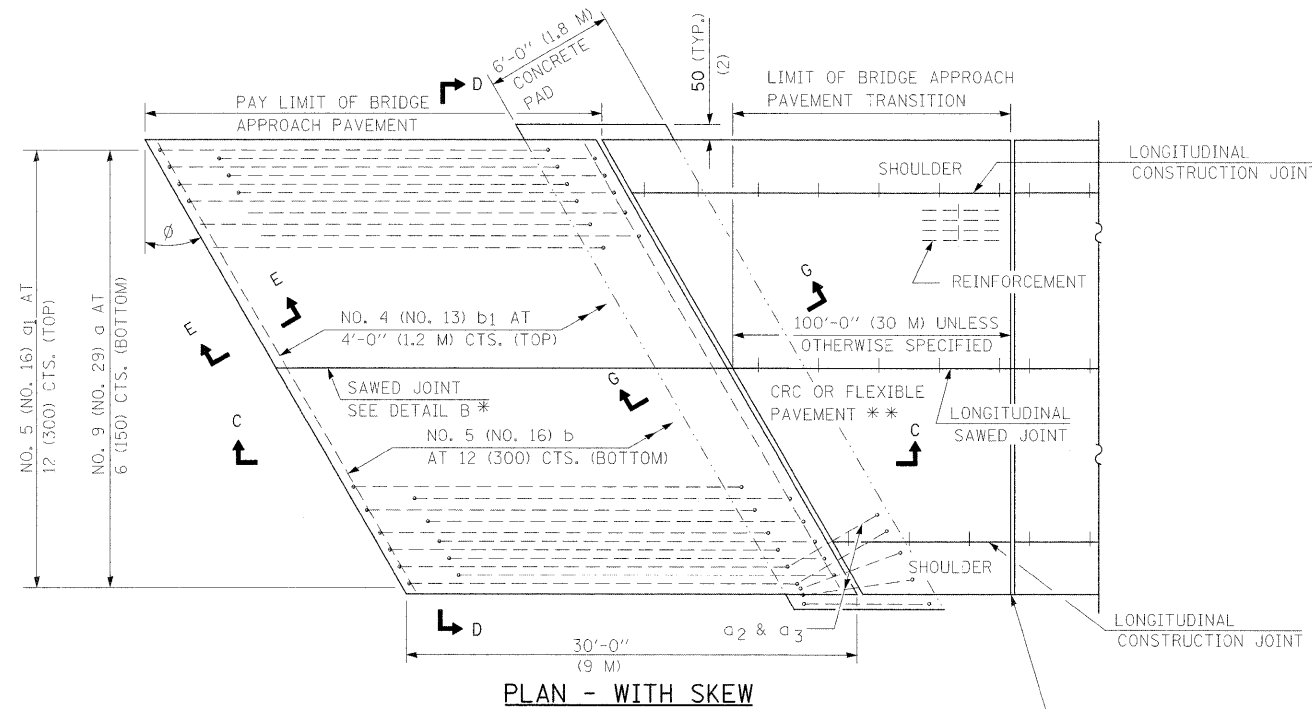 6'-0" (1.8 M)
CONCRETE
PAD
50 (TYP.)
(2)
D
PAY LIMIT OF BRIDGE
APPROACH PAVEMENT
LIMIT OF BRIDGE APPROACH
PAVEMENT TRANSITION
SHOULDER
LONGITUDINAL
CONSTRUCTION JOINT
Ø
REINFORCEMENT
NO. 5 (NO. 16) a1 AT
12 (300) CTS. (TOP)
NO. 9 (NO. 29) a AT
6 (150) CTS. (BOTTOM)
E
E
G
NO. 4 (NO. 13) b1 AT
4'-0" (1.2 M) CTS. (TOP)
100'-0" (30 M) UNLESS
OTHERWISE SPECIFIED
SAWED JOINT
SEE DETAIL B *
G
CRC OR FLEXIBLE
PAVEMENT * *
LONGITUDINAL
SAWED JOINT
C
C
NO. 5 (NO. 16) b
AT 12 (300) CTS. (BOTTOM)
SHOULDER
D
a2 & a3
LONGITUDINAL
CONSTRUCTION JOINT
30'-0"
(9 M)
PLAN - WITH SKEW